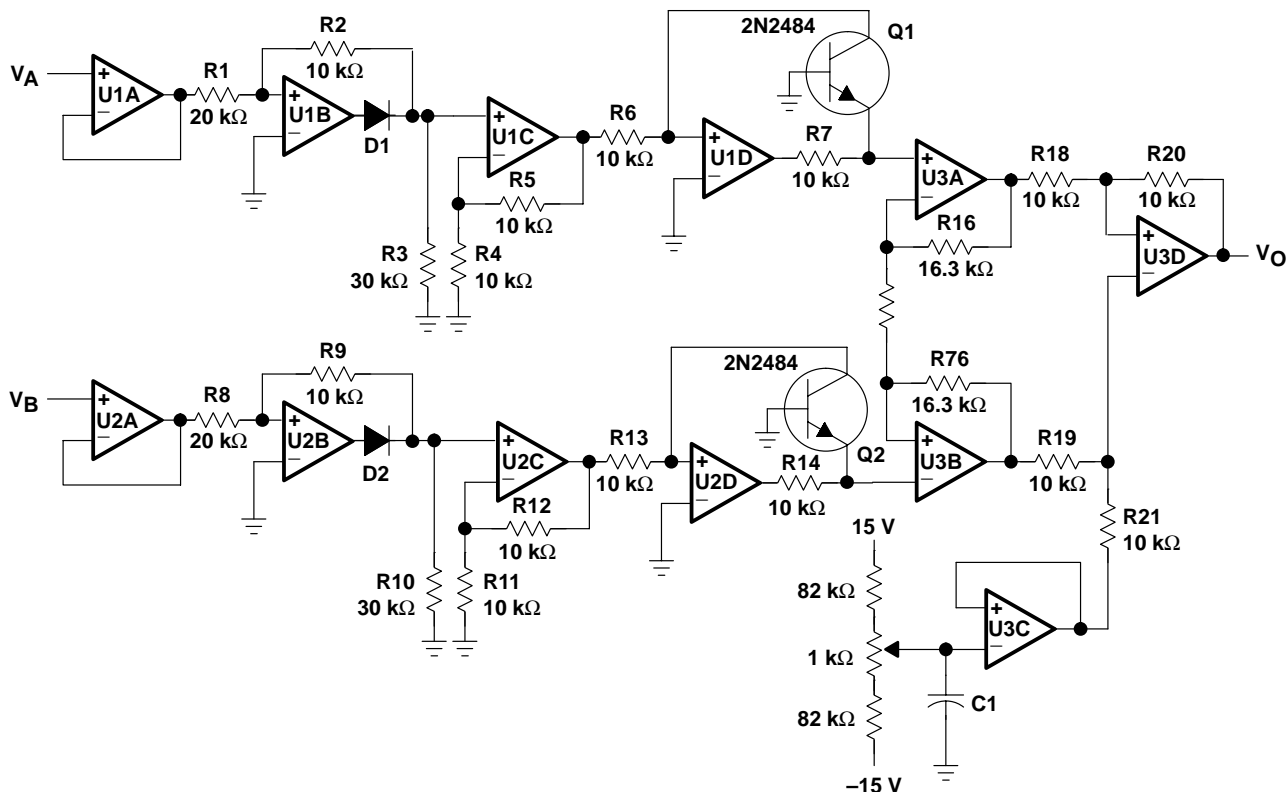 2N2484
Q1
VA
+
−
U1A
R1
20 kΩ
R2
10 kΩ
+
−
U1B
D1
+
−
U1C
R5
10 kΩ
R3
30 kΩ
R4
10 kΩ
R6
10 kΩ
+
−
U1D
R7
10 kΩ
+
−
U3A
R16
16.3 kΩ
R18
10 kΩ
R20
10 kΩ
+
−
U3D
VO
VB
+
−
U2A
R8
20 kΩ
R9
10 kΩ
+
−
U2B
D2
+
−
U2C
R12
10 kΩ
R10
30 kΩ
R11
10 kΩ
R13
10 kΩ
2N2484
Q2
+
−
U2D
R14
10 kΩ
R76
16.3 kΩ
+
−
U3B
R19
10 kΩ
R21
10 kΩ
15 V
82 kΩ
1 kΩ
82 kΩ
–15 V
+
−
U3C
C1